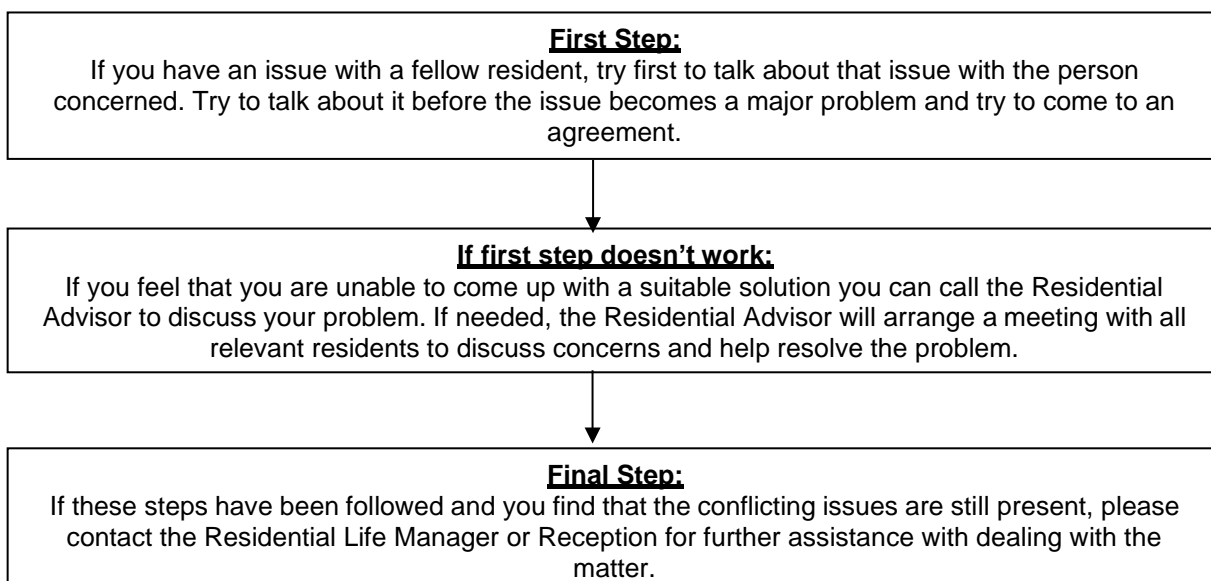 First Step:
If you have an issue with a fellow resident, try first to talk about that issue with the person
concerned. Try to talk about it before the issue becomes a major problem and try to come to an
agreement.
If first step doesn’t work:
If you feel that you are unable to come up with a suitable solution you can call the Residential
Advisor to discuss your problem. If needed, the Residential Advisor will arrange a meeting with all
relevant residents to discuss concerns and help resolve the problem.
Final Step:
If these steps have been followed and you find that the conflicting issues are still present, please
contact the Residential Life Manager or Reception for further assistance with dealing with the
matter.